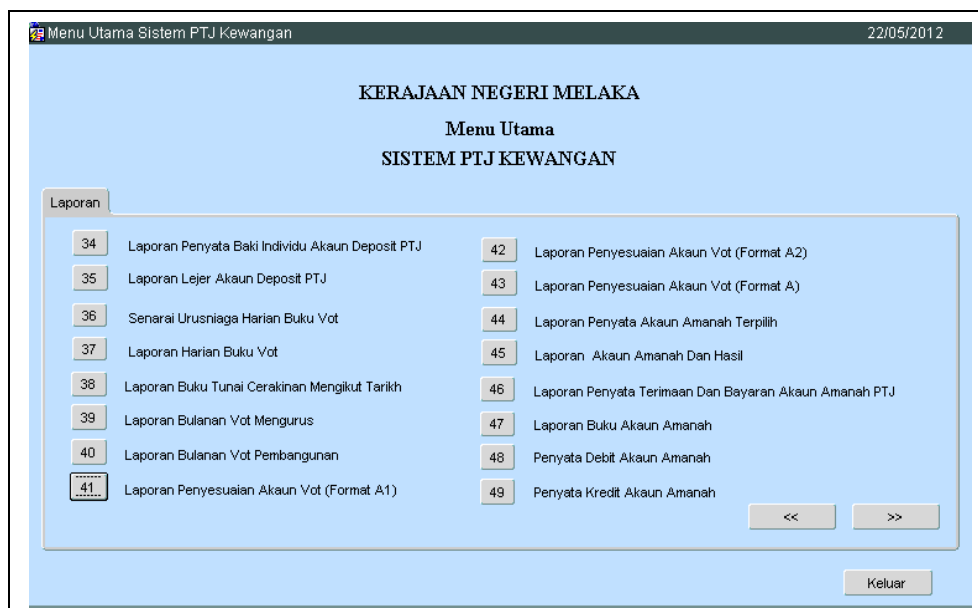 Menu Utama Sistem PTJ Kewangan 22/05/2012
KERAJAAN NEGERI MELAKA
Menu Utama
SISTEM PTJ KEWANGAN
Laporan
34 Laporan Penyata Baki Individu Akaun Deposit PTJ
35 Laporan Lejer Akaun Deposit PTJ
36 Senarai Urusniaga Harian Buku Vot
37 Laporan Harian Buku Vot
38 Laporan Buku Tunai Cerakinan Mengikut Tarikh
39 Laporan Bulanan Vot Mengurus
40 Laporan Bulanan Vot Pembangunan
41 Laporan Penyesuaian Akaun Vot (Format A1)
42 Laporan Penyesuaian Akaun Vot (Format A2)
43 Laporan Penyesuaian Akaun Vot (Format A)
44 Laporan Penyata Akaun Amanah Terpilih
45 Laporan Akaun Amanah Dan Hasil
46 Laporan Penyata Terimaan Dan Bayaran Akaun Amanah PTJ
47 Laporan Buku Akaun Amanah
48 Penyata Debit Akaun Amanah
49 Penyata Kredit Akaun Amanah
<< >>
Keluar